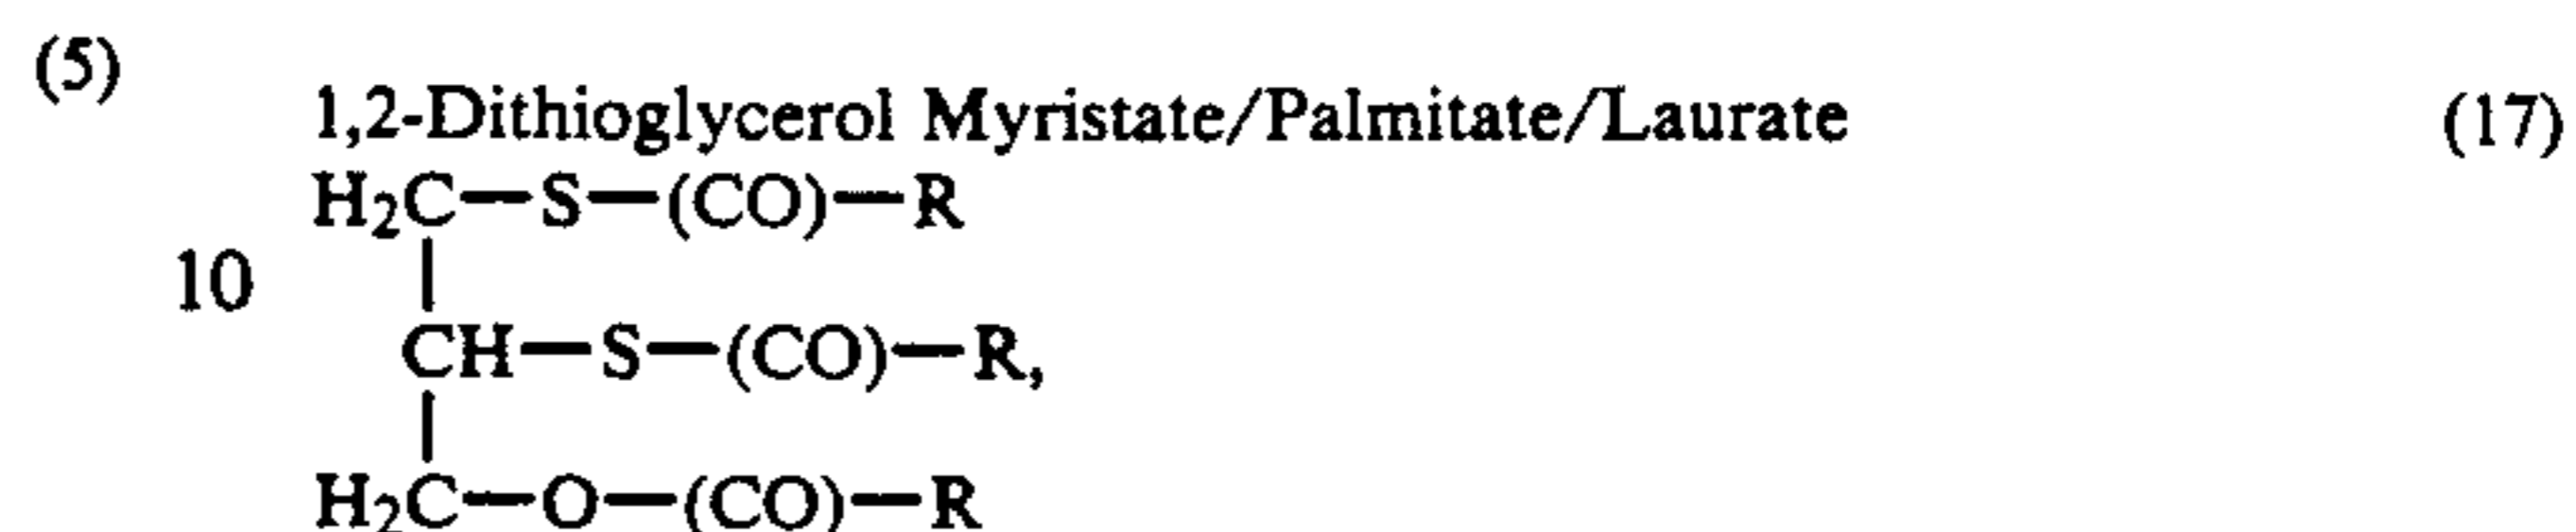 (5)
1,2-Dithioglycerol Myristate/Palmitate/Laurate (17)
H₂C—S—(CO)—R
10
CH—S—(CO)—R,
H₂C—O—(CO)—R